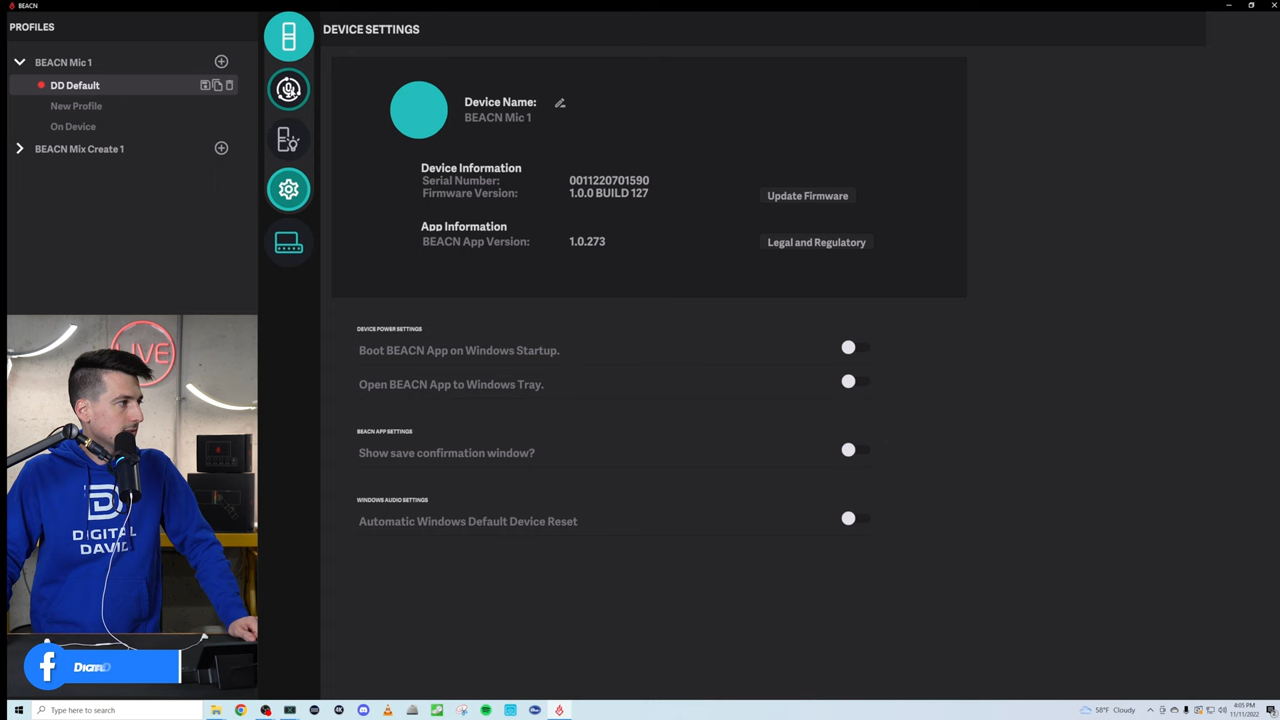 BEACN
PROFILES
BEACN Mic 1
DD Default
New Profile
On Device
BEACN Mix Create 1
DEVICE SETTINGS
Device Name:
BEACN Mic 1
Device Information
Serial Number: 0011220701590
Firmware Version: 1.0.0 BUILD 127
Update Firmware
App Information
BEACN App Version: 1.0.273
Legal and Regulatory
DEVICE POWER SETTINGS
Boot BEACN App on Windows Startup.
Open BEACN App to Windows Tray.
BEACN APP SETTINGS
Show save confirmation window?
WINDOWS AUDIO SETTINGS
Automatic Windows Default Device Reset
LIVE
DIGITAL
DAVID
Type here to search
58°F Cloudy
4:05 PM
11/11/2022